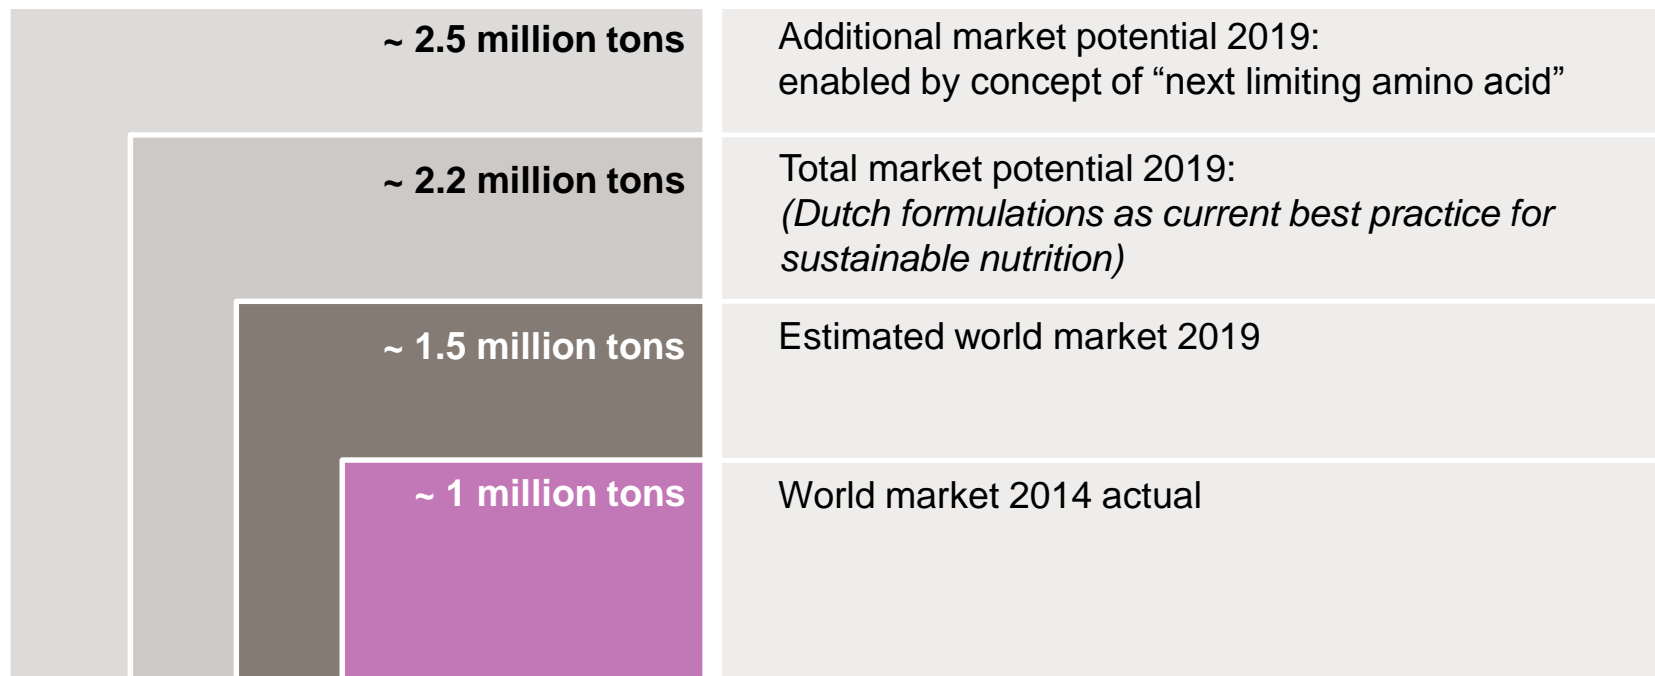 ~ 2.5 million tons
Additional market potential 2019:
enabled by concept of “next limiting amino acid”
~ 2.2 million tons
Total market potential 2019:
(Dutch formulations as current best practice for
sustainable nutrition)
~ 1.5 million tons
Estimated world market 2019
~ 1 million tons
World market 2014 actual